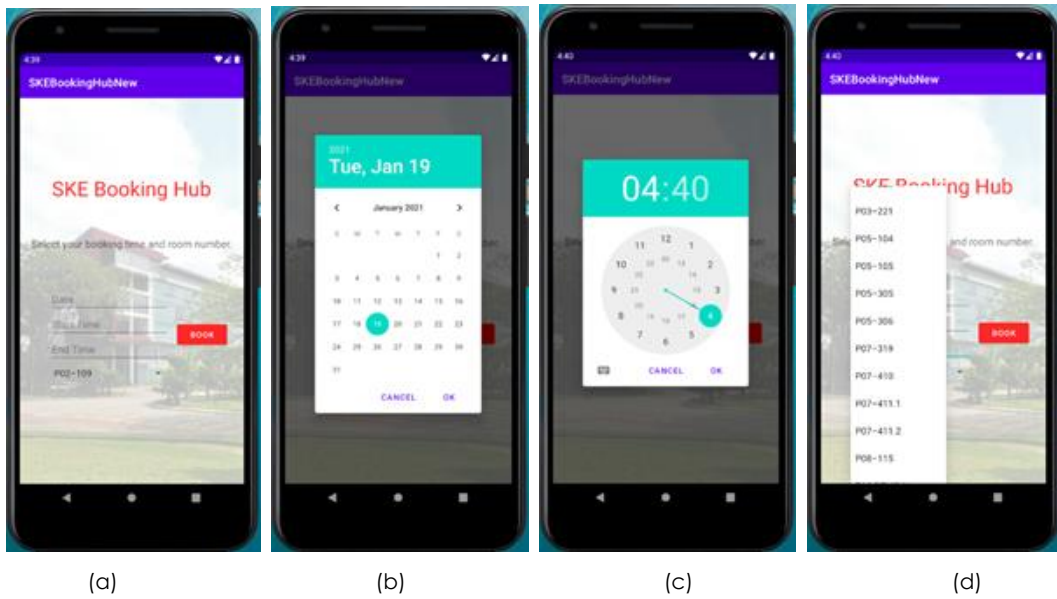 4:39
SKEBookingHubNew
SKE Booking Hub
Select your booking time and room number.
Date
Start Time
End Time
BOOK
P02-109
4:39
SKEBookingHubNew
2021
Tue, Jan 19
January 2021
S M T W T F S
1 2
3 4 5 6 7 8 9
10 11 12 13 14 15 16
17 18 19 20 21 22 23
24 25 26 27 28 29 30
31
CANCEL OK
4:40
SKEBookingHubNew
04:40
12
11 1
10 2
9 3
8 4
7 5
6
CANCEL OK
4:40
SKEBookingHubNew
SKE Booking Hub
and room number.
BOOK
P03-221
P05-104
P05-105
P05-305
P05-306
P07-319
P07-410
P07-411.1
P07-411.2
P08-115
(a) (b) (c) (d)